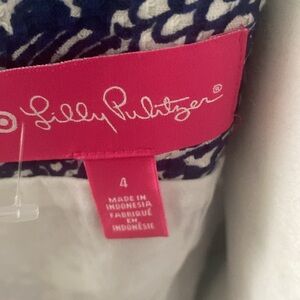 Lilly Pulitzer®
4
MADE IN
INDONESIA
FABRIQUÉ
EN
INDONÉSIE